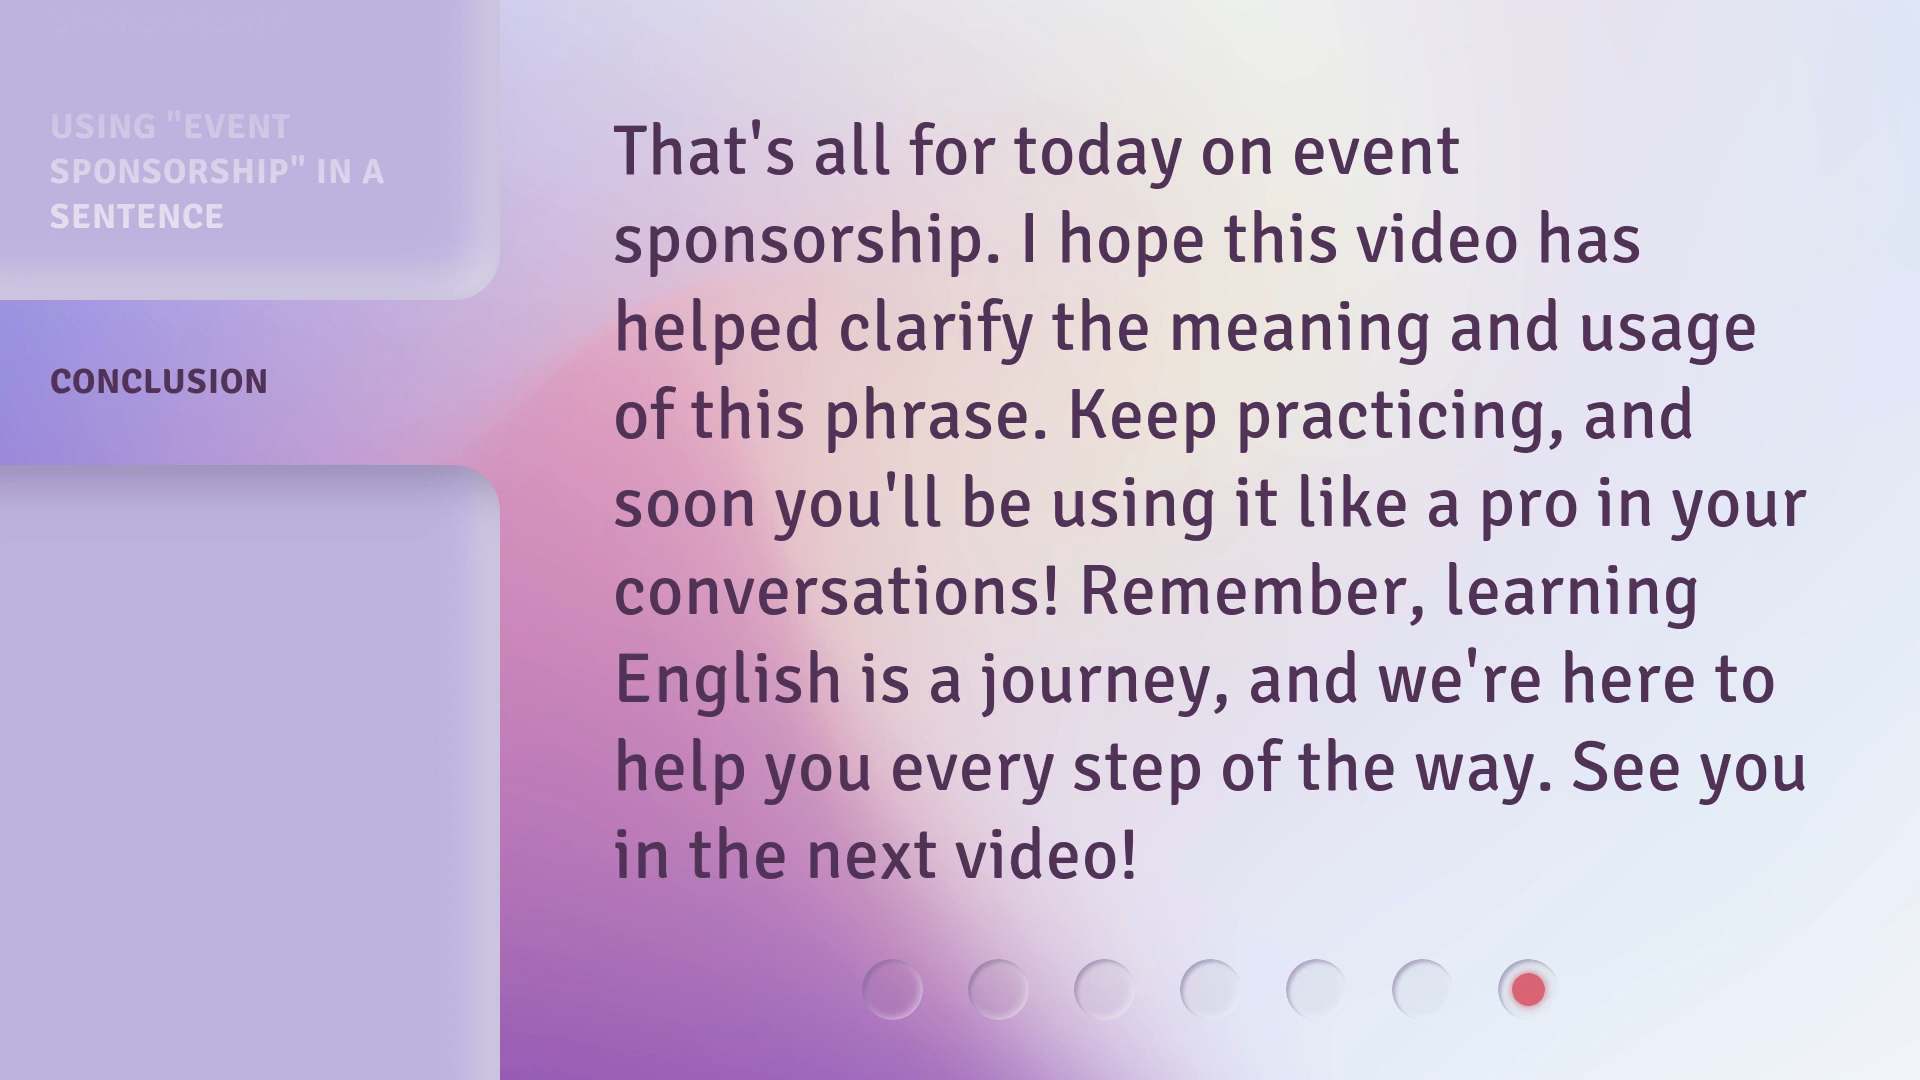 USING "EVENT
SPONSORSHIP" IN A
SENTENCE
CONCLUSION
That's all for today on event
sponsorship. I hope this video has
helped clarify the meaning and usage
of this phrase. Keep practicing, and
soon you'll be using it like a pro in your
conversations! Remember, learning
English is a journey, and we're here to
help you every step of the way. See you
in the next video!